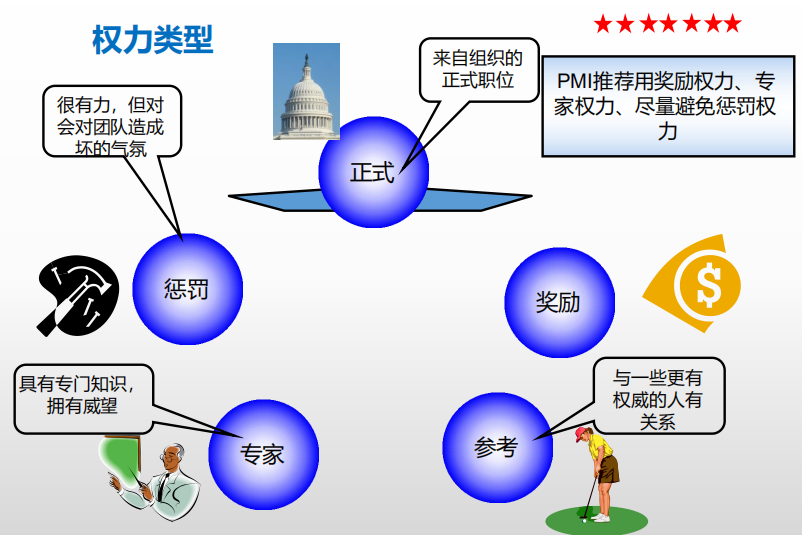 权力类型
来自组织的
正式职位
PMI推荐用奖励权力、专
家权力、尽量避免惩罚权
力
很有力，但对
会对团队造成
坏的气氛
正式
惩罚
奖励
$
具有专门知识，
拥有威望
与一些更有
权威的人有
关系
专家
参考